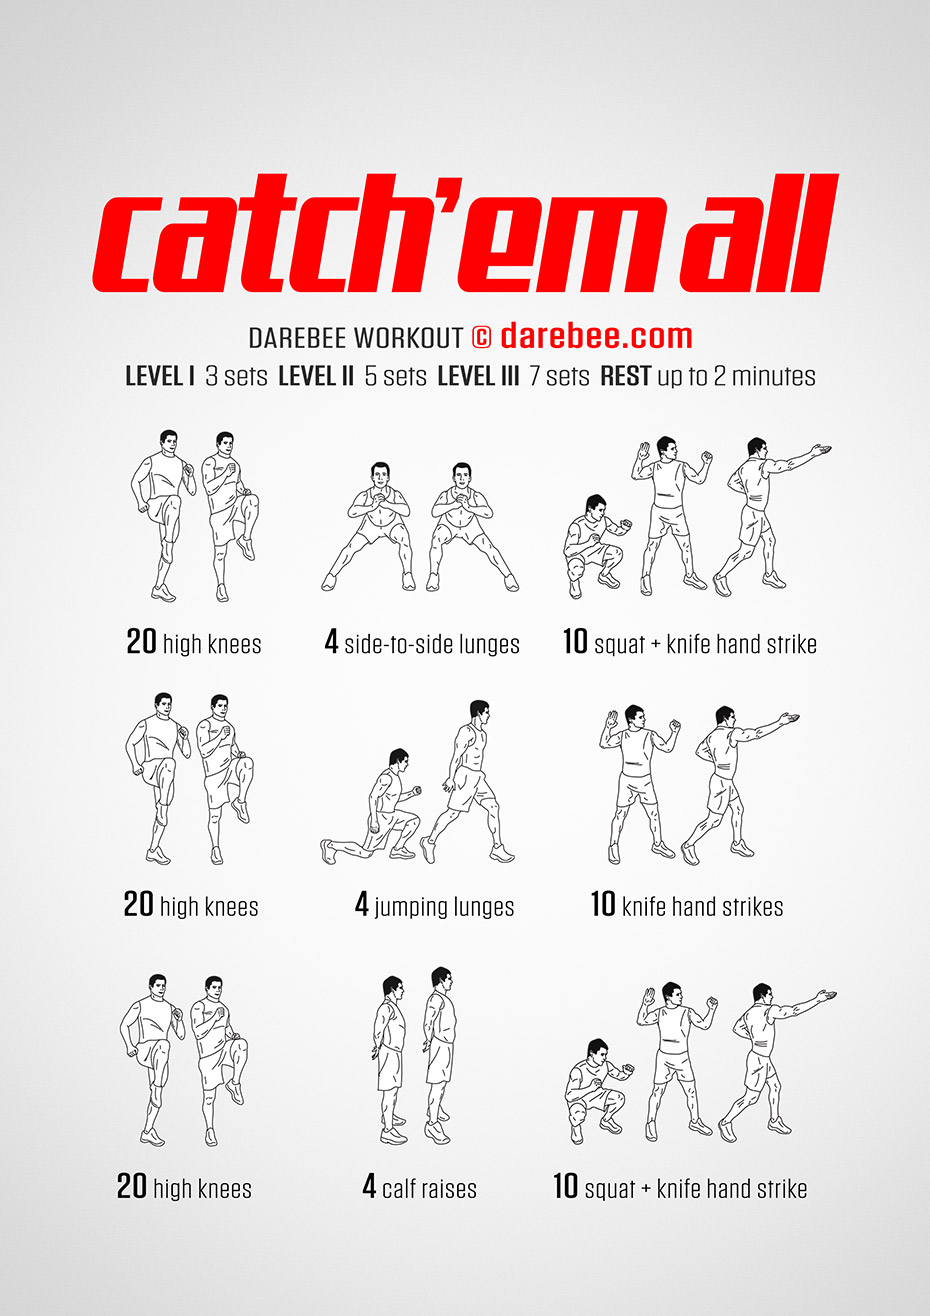 catch'em all
DAREBEE WORKOUT © darebee.com
LEVEL I 3 sets LEVEL II 5 sets LEVEL III 7 sets REST up to 2 minutes
20 high knees
4 side-to-side lunges
10 squat + knife hand strike
20 high knees
4 jumping lunges
10 knife hand strikes
20 high knees
4 calf raises
10 squat + knife hand strike